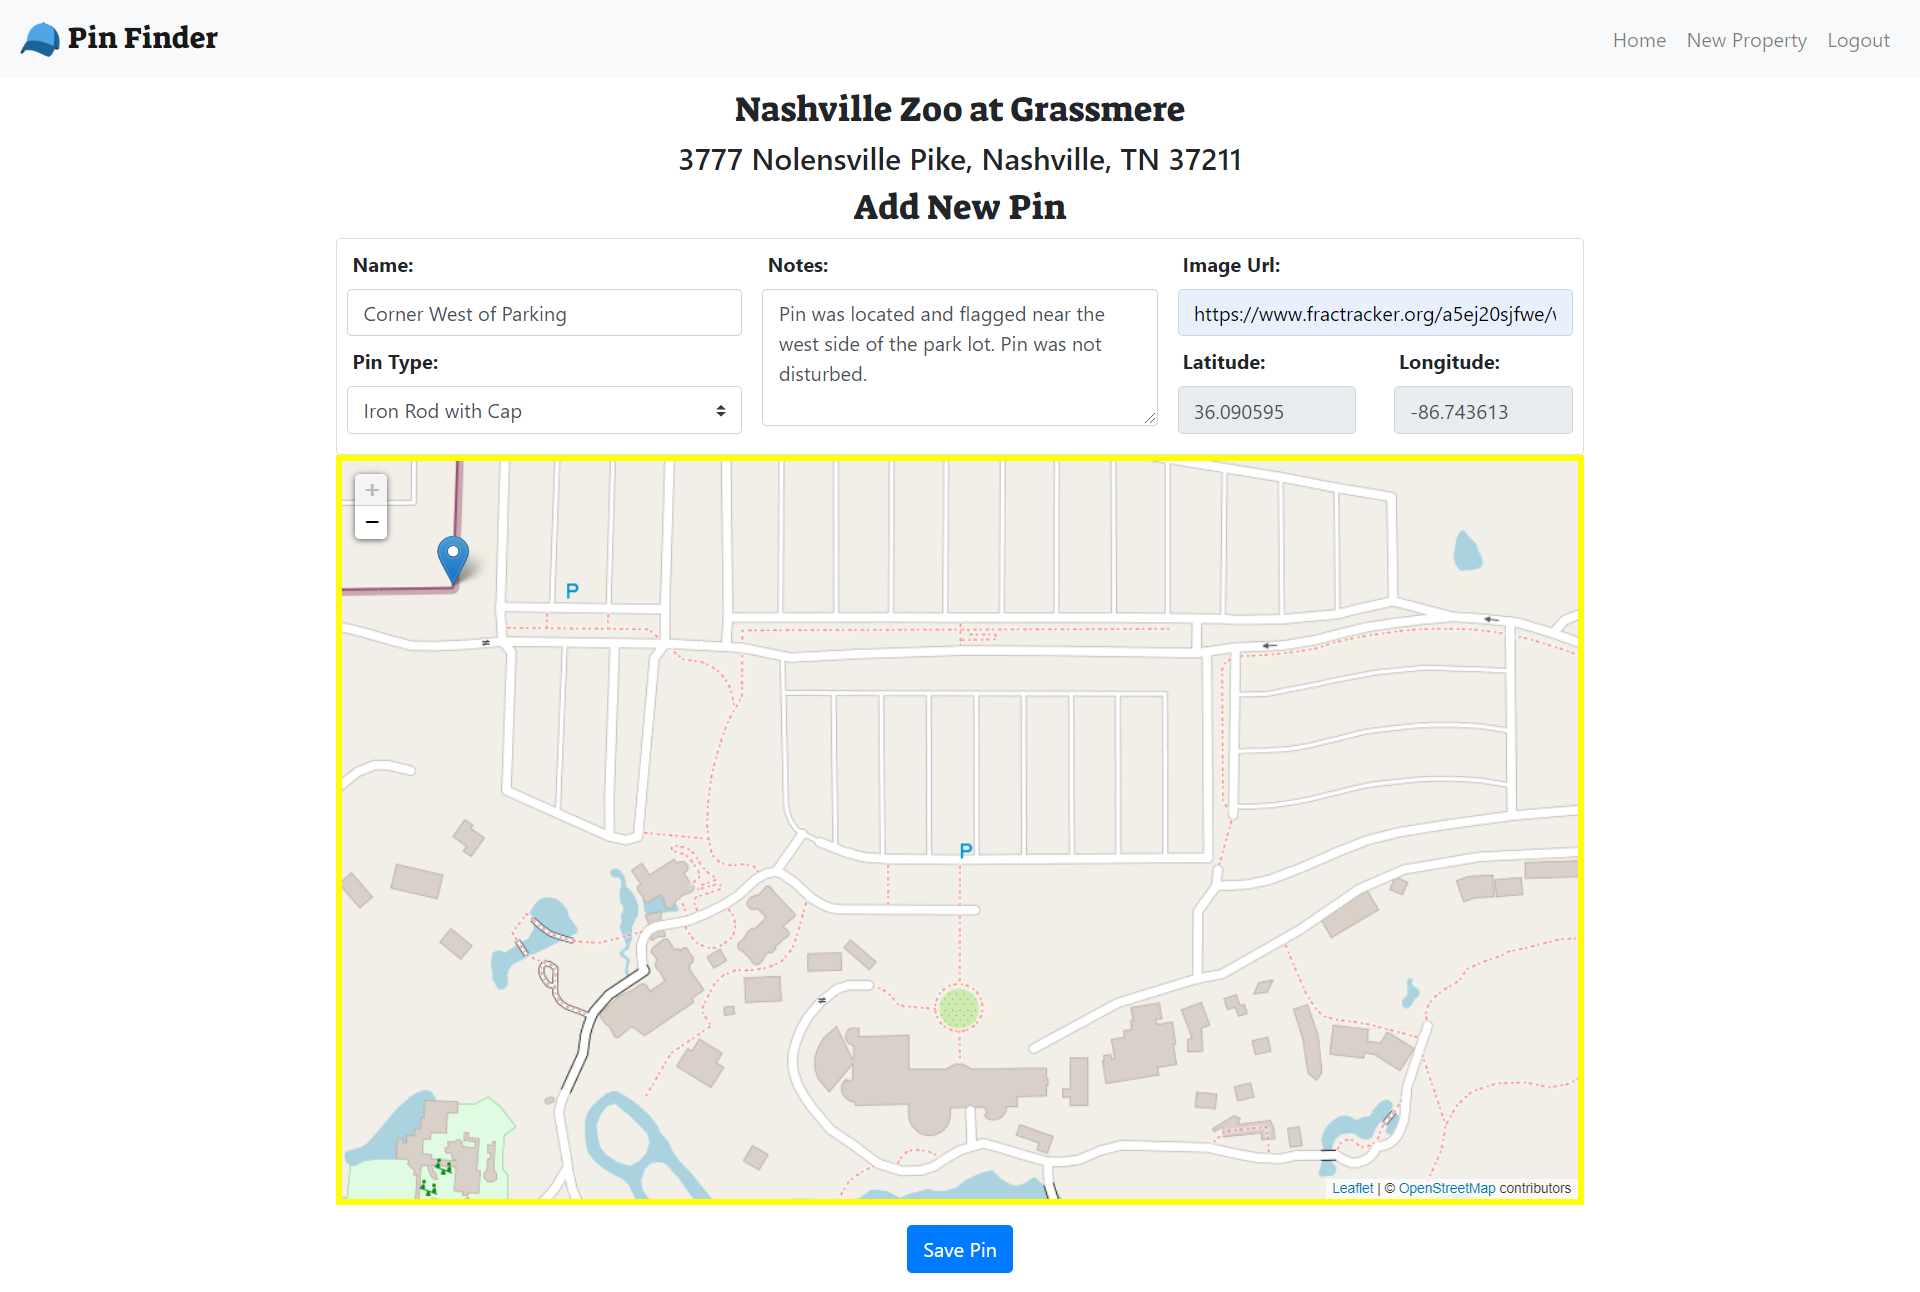 Pin Finder
Home New Property Logout
Nashville Zoo at Grassmere
3777 Nolensville Pike, Nashville, TN 37211
Add New Pin
Name:
Corner West of Parking
Pin Type:
Iron Rod with Cap
Notes:
Pin was located and flagged near the
west side of the park lot. Pin was not
disturbed.
Image Url:
https://www.fractracker.org/a5ej20sjfwe/
Latitude:
36.090595
Longitude:
-86.743613
+
−
P
P
Leaflet | © OpenStreetMap contributors
Save Pin